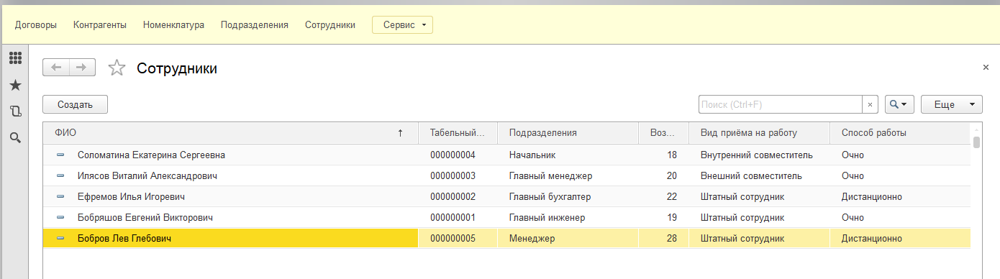 Договоры Контрагенты Номенклатура Подразделения Сотрудники Сервис
Сотрудники
Создать Поиск (Ctrl+F) Еще
ФИО Табельный... Подразделения Воз... Вид приёма на работу Способ работы
Соломатина Екатерина Сергеевна 000000004 Начальник 18 Внутренний совместитель Очно
Илясов Виталий Александрович 000000003 Главный менеджер 20 Внешний совместитель Очно
Ефремов Илья Игоревич 000000002 Главный бухгалтер 22 Штатный сотрудник Дистанционно
Бобряшов Евгений Викторович 000000001 Главный инженер 19 Штатный сотрудник Очно
Бобров Лев Глебович 000000005 Менеджер 28 Штатный сотрудник Дистанционно